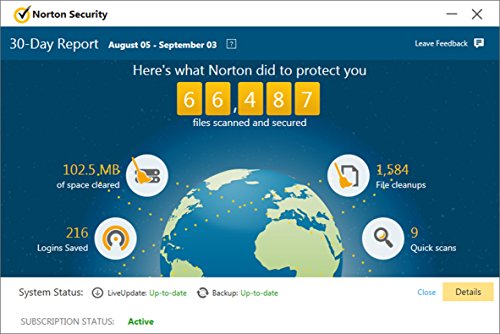 Norton Security
30-Day Report August 05 - September 03 ?
Leave Feedback
Here's what Norton did to protect you
66,487
files scanned and secured
102.5 MB
of space cleared
1,584
File cleanups
216
Logins Saved
9
Quick scans
System Status: LiveUpdate: Up-to-date Backup: Up-to-date Close Details
SUBSCRIPTION STATUS: Active